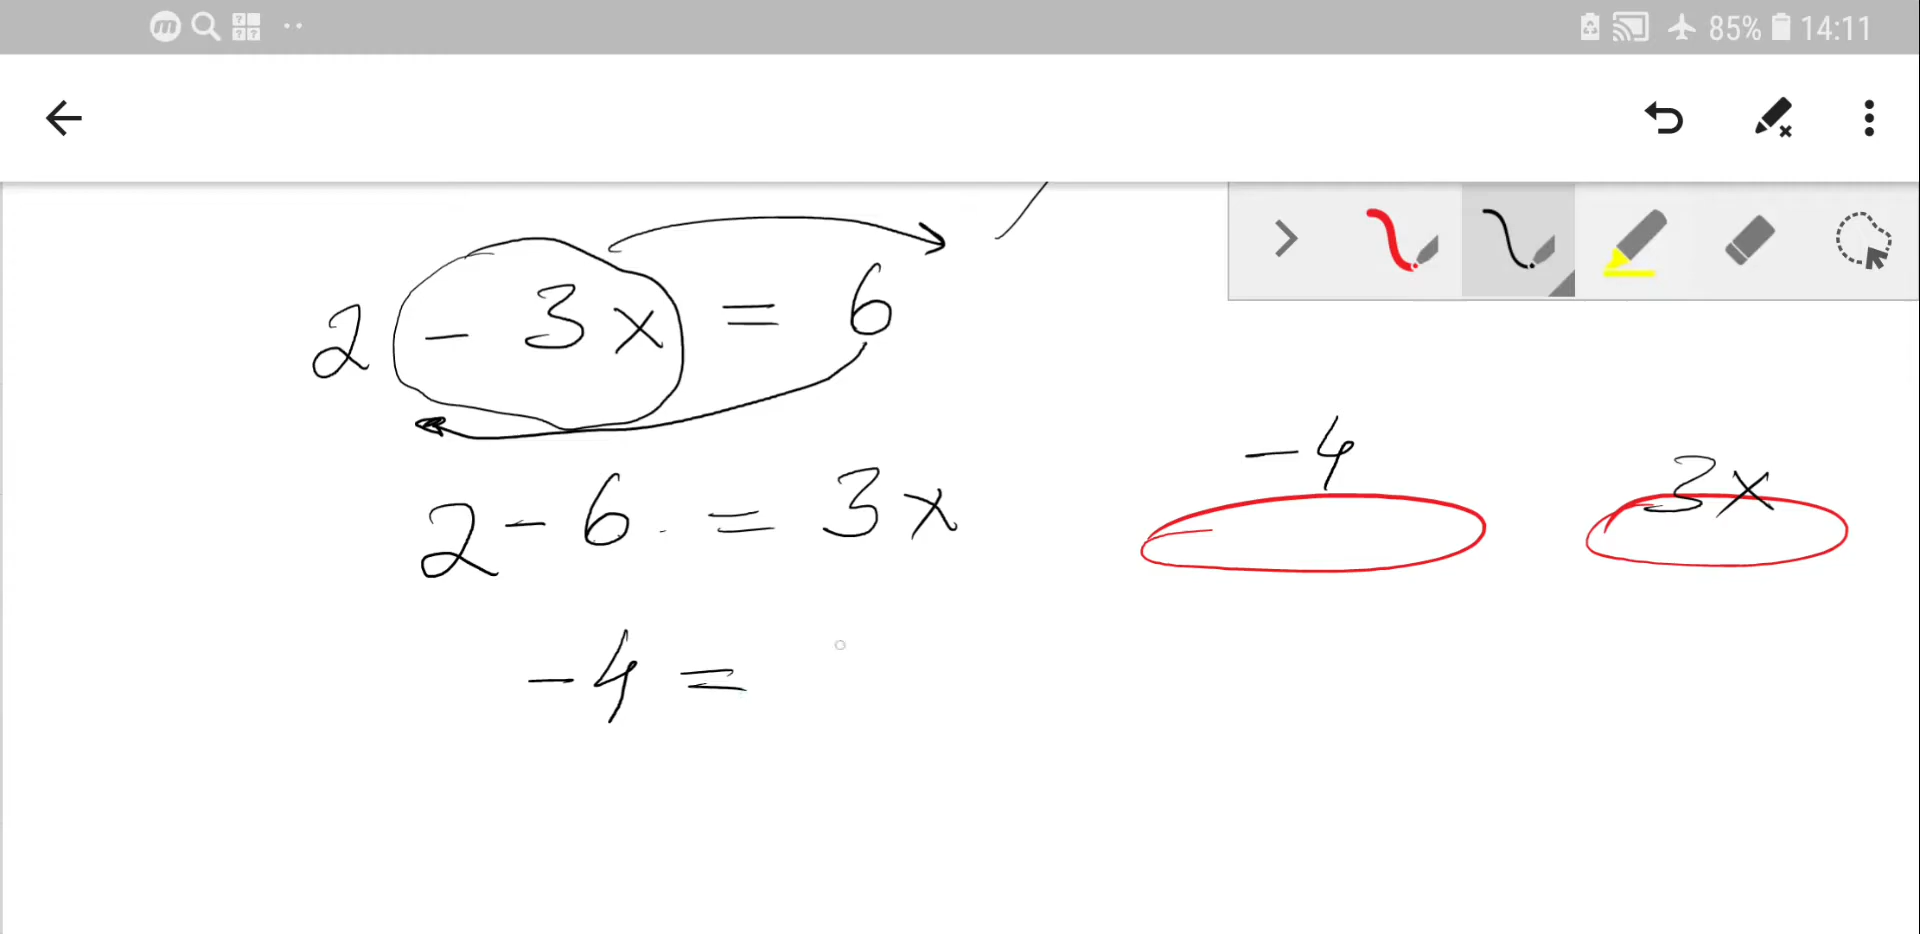 85% 14:11
2 - 3x = 6
2 - 6 = 3x
-4 3x
-4 =